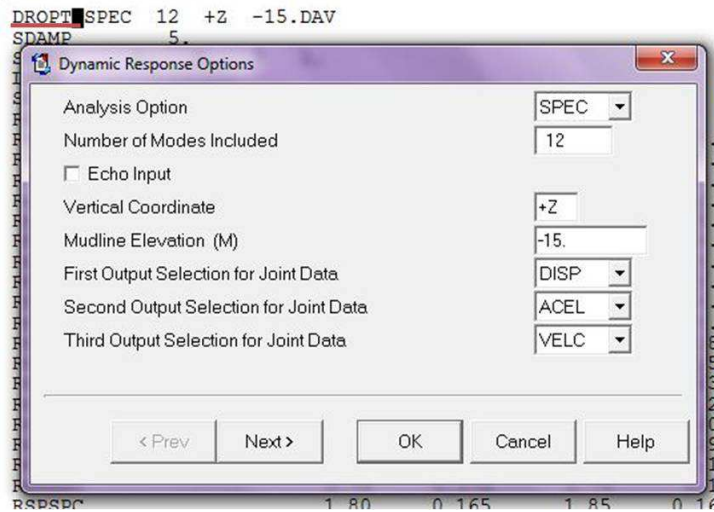 DROPT SPEC 12 +Z -15.DAV
SDAMP 5.
Dynamic Response Options
Analysis Option SPEC
Number of Modes Included 12
Echo Input
Vertical Coordinate +Z
Mudline Elevation (M) -15.
First Output Selection for Joint Data DISP
Second Output Selection for Joint Data ACEL
Third Output Selection for Joint Data VELC
< Prev Next > OK Cancel Help
RSPSPC 1.80 0.165 1.85